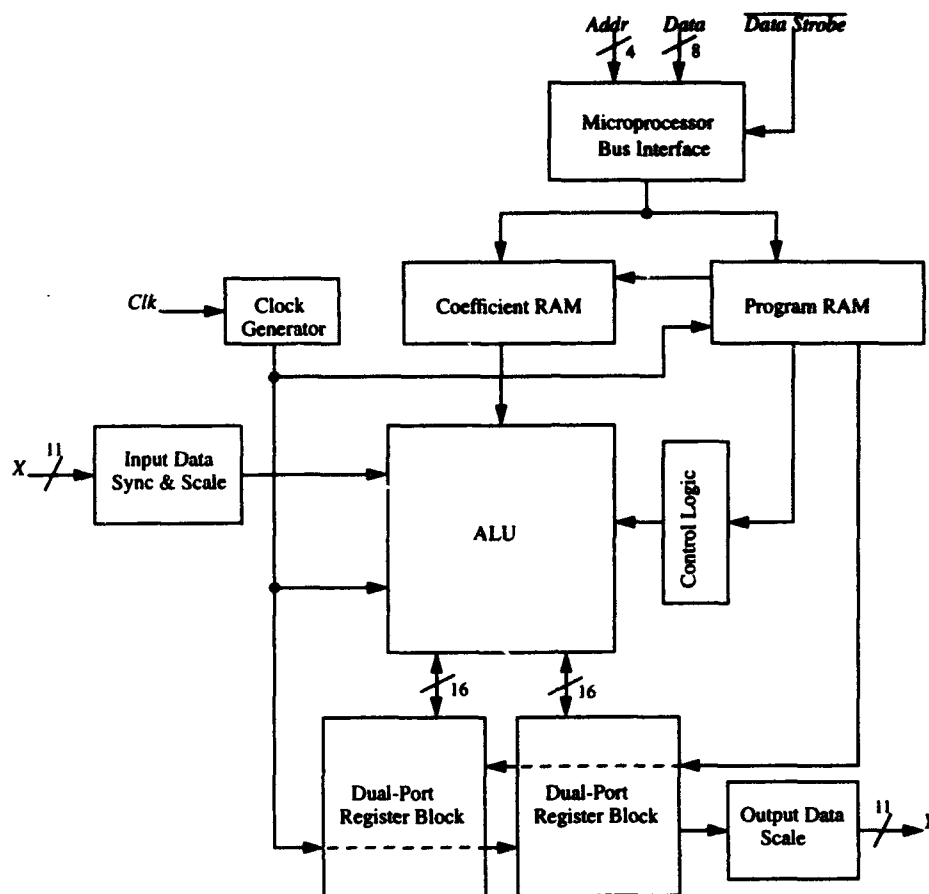 Addr Data Data Strobe
4 8
Microprocessor
Bus Interface
Clk
Clock
Generator
Coefficient RAM
Program RAM
X 11
Input Data
Sync & Scale
ALU
Control Logic
16 16
Dual-Port
Register Block
Dual-Port
Register Block
Output Data
Scale
11